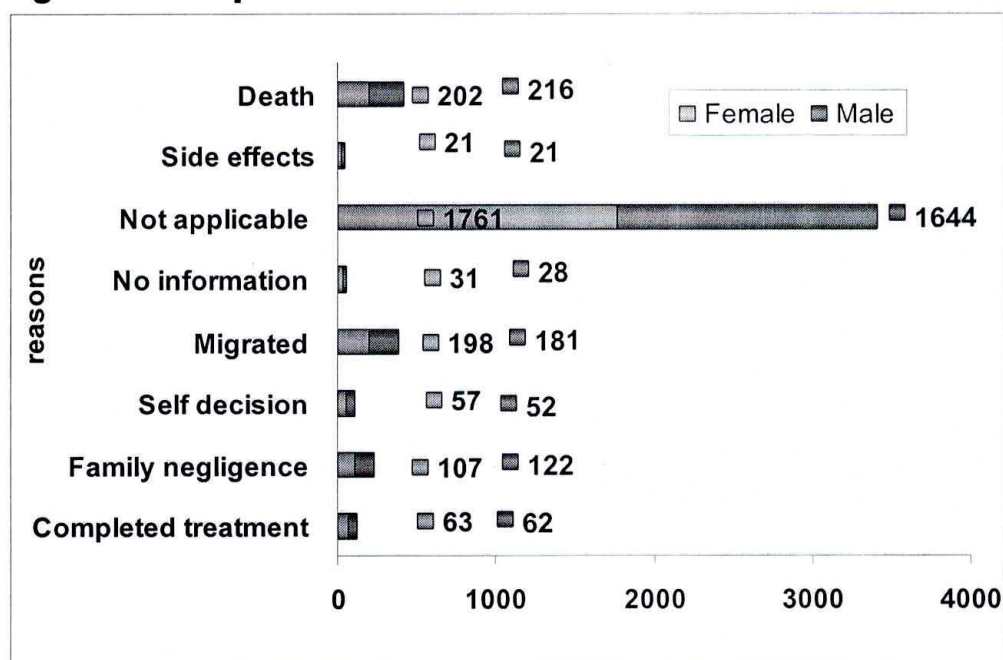 Death 202 216
Female Male
Side effects 21 21
Not applicable 1761 1644
No information 31 28
Migrated 198 181
Self decision 57 52
Family negligence 107 122
Completed treatment 63 62
reasons
0 1000 2000 3000 4000